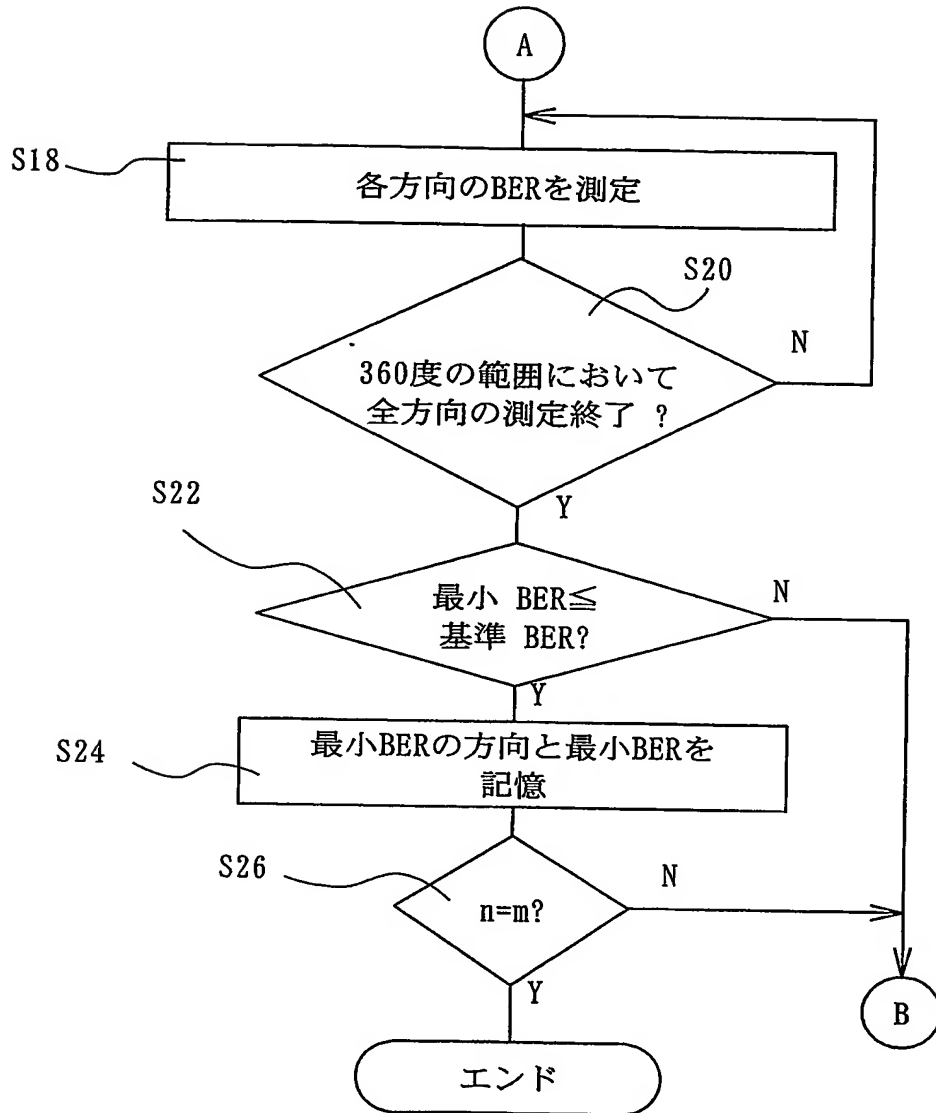 A
S18
各方向のBERを測定
S20
N
360度の範囲において
全方向の測定終了 ?
Y
S22
N
最小 BER≦
基準 BER?
Y
S24
最小BERの方向と最小BERを
記憶
S26
N
n=m?
Y
B
エンド